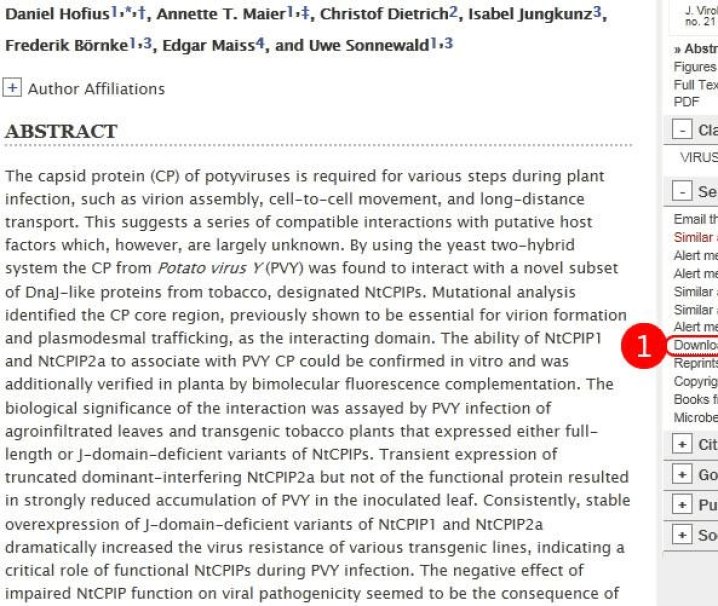 Daniel Hofius1,*,†, Annette T. Maier1,‡, Christof Dietrich2, Isabel Jungkunz3,
Frederik Börnke1,3, Edgar Maiss4, and Uwe Sonnewald1,3
+ Author Affiliations
ABSTRACT
The capsid protein (CP) of potyviruses is required for various steps during plant
infection, such as virion assembly, cell-to-cell movement, and long-distance
transport. This suggests a series of compatible interactions with putative host
factors which, however, are largely unknown. By using the yeast two-hybrid
system the CP from Potato virus Y (PVY) was found to interact with a novel subset
of DnaJ-like proteins from tobacco, designated NtCPIPs. Mutational analysis
identified the CP core region, previously shown to be essential for virion formation
and plasmodesmal trafficking, as the interacting domain. The ability of NtCPIP1
and NtCPIP2a to associate with PVY CP could be confirmed in vitro and was
additionally verified in planta by bimolecular fluorescence complementation. The
biological significance of the interaction was assayed by PVY infection of
agroinfiltrated leaves and transgenic tobacco plants that expressed either full-
length or J-domain-deficient variants of NtCPIPs. Transient expression of
truncated dominant-interfering NtCPIP2a but not of the functional protein resulted
in strongly reduced accumulation of PVY in the inoculated leaf. Consistently, stable
overexpression of J-domain-deficient variants of NtCPIP1 and NtCPIP2a
dramatically increased the virus resistance of various transgenic lines, indicating a
critical role of functional NtCPIPs during PVY infection. The negative effect of
impaired NtCPIP function on viral pathogenicity seemed to be the consequence of
J. Virol
no. 21
» Abstr
Figures
Full Tex
PDF
- Cla
VIRUS
- Se
Email th
Similar a
Alert me
Alert me
Similar a
Similar a
Alert me
1
Downloa
Reprints
Copyrig
Books f
Microbe
+ Cit
+ Go
+ Pu
+ So